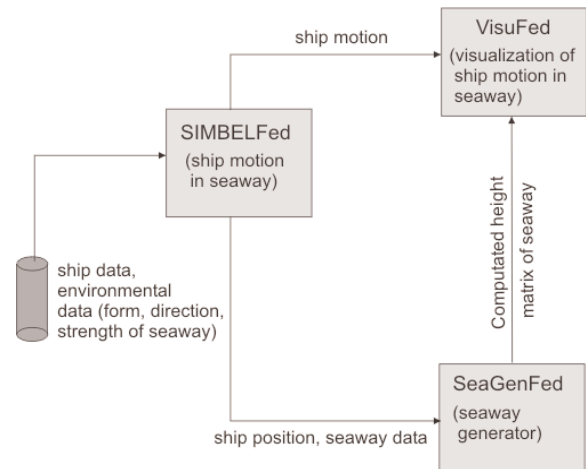 ship motion
VisuFed
(visualization of
ship motion in
seaway)
SIMBELFed
(ship motion
in seaway)
ship data,
environmental
data (form, direction,
strength of seaway)
Computated height
matrix of seaway
SeaGenFed
(seaway
generator)
ship position, seaway data